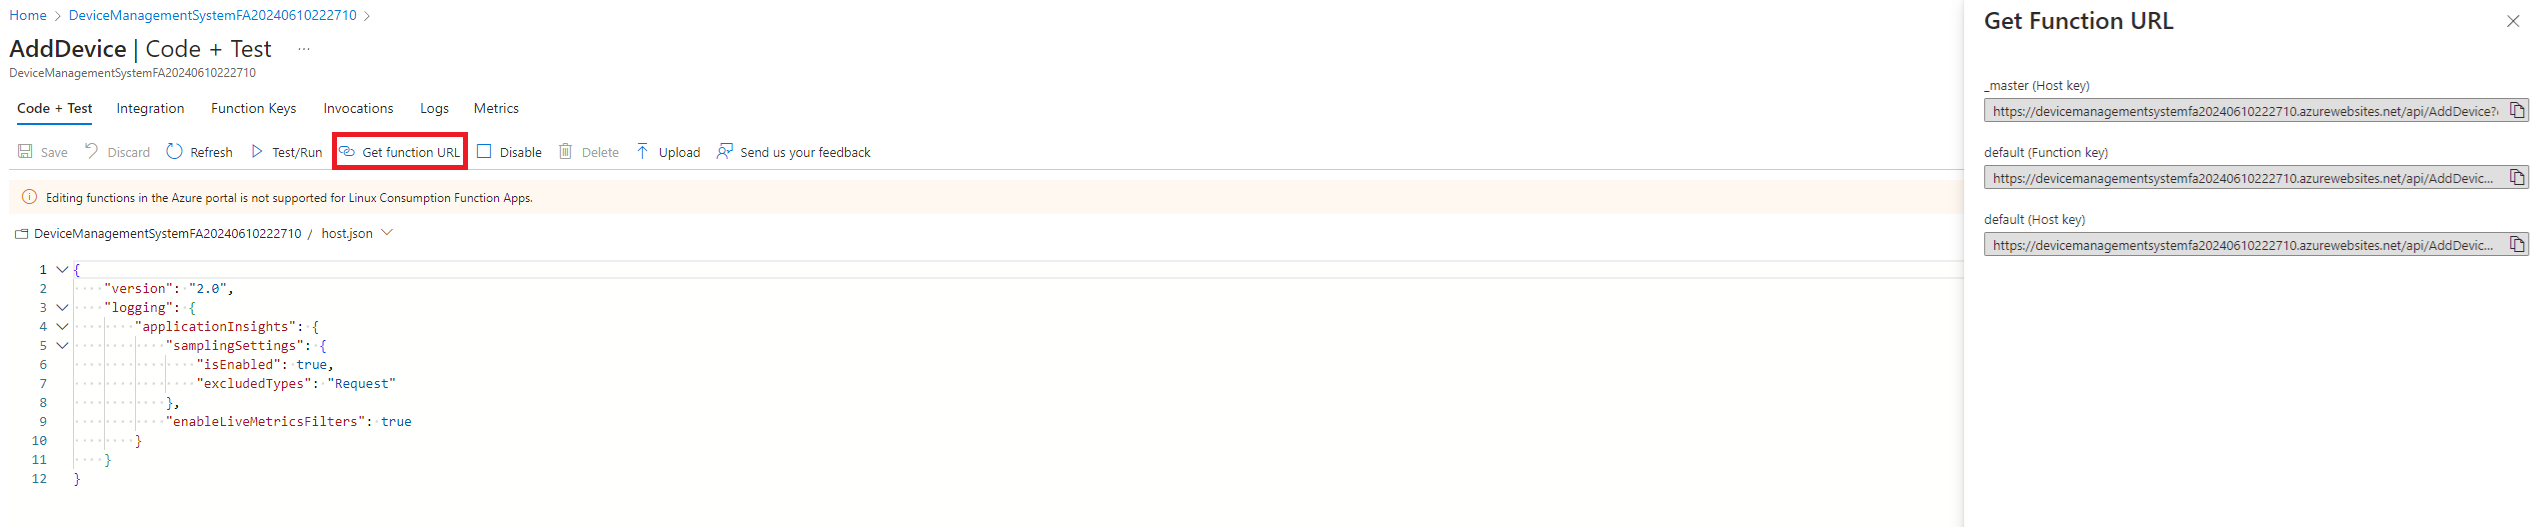 Home > DeviceManagementSystemFA20240610222710 >
AddDevice | Code + Test ...
DeviceManagementSystemFA20240610222710
Code + Test Integration Function Keys Invocations Logs Metrics
Save Discard Refresh Test/Run Get function URL Disable Delete Upload Send us your feedback
Editing functions in the Azure portal is not supported for Linux Consumption Function Apps.
DeviceManagementSystemFA20240610222710 / host.json
1 {
2 "version": "2.0",
3 "logging": {
4 "applicationInsights": {
5 "samplingSettings": {
6 "isEnabled": true,
7 "excludedTypes": "Request"
8 },
9 "enableLiveMetricsFilters": true
10 }
11 }
12 }
Get Function URL
_master (Host key)
https://devicemanagementsystemfa20240610222710.azurewebsites.net/api/AddDevice?
default (Function key)
https://devicemanagementsystemfa20240610222710.azurewebsites.net/api/AddDevic...
default (Host key)
https://devicemanagementsystemfa20240610222710.azurewebsites.net/api/AddDevic...